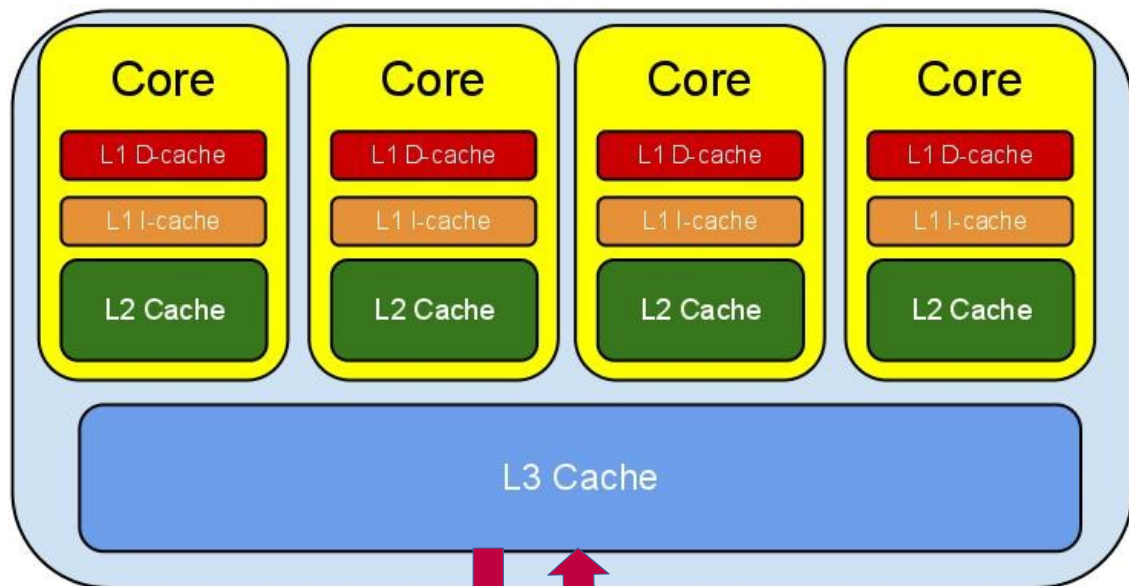 Core Core Core Core
L1 D-cache L1 D-cache L1 D-cache L1 D-cache
L1 I-cache L1 I-cache L1 I-cache L1 I-cache
L2 Cache L2 Cache L2 Cache L2 Cache
L3 Cache